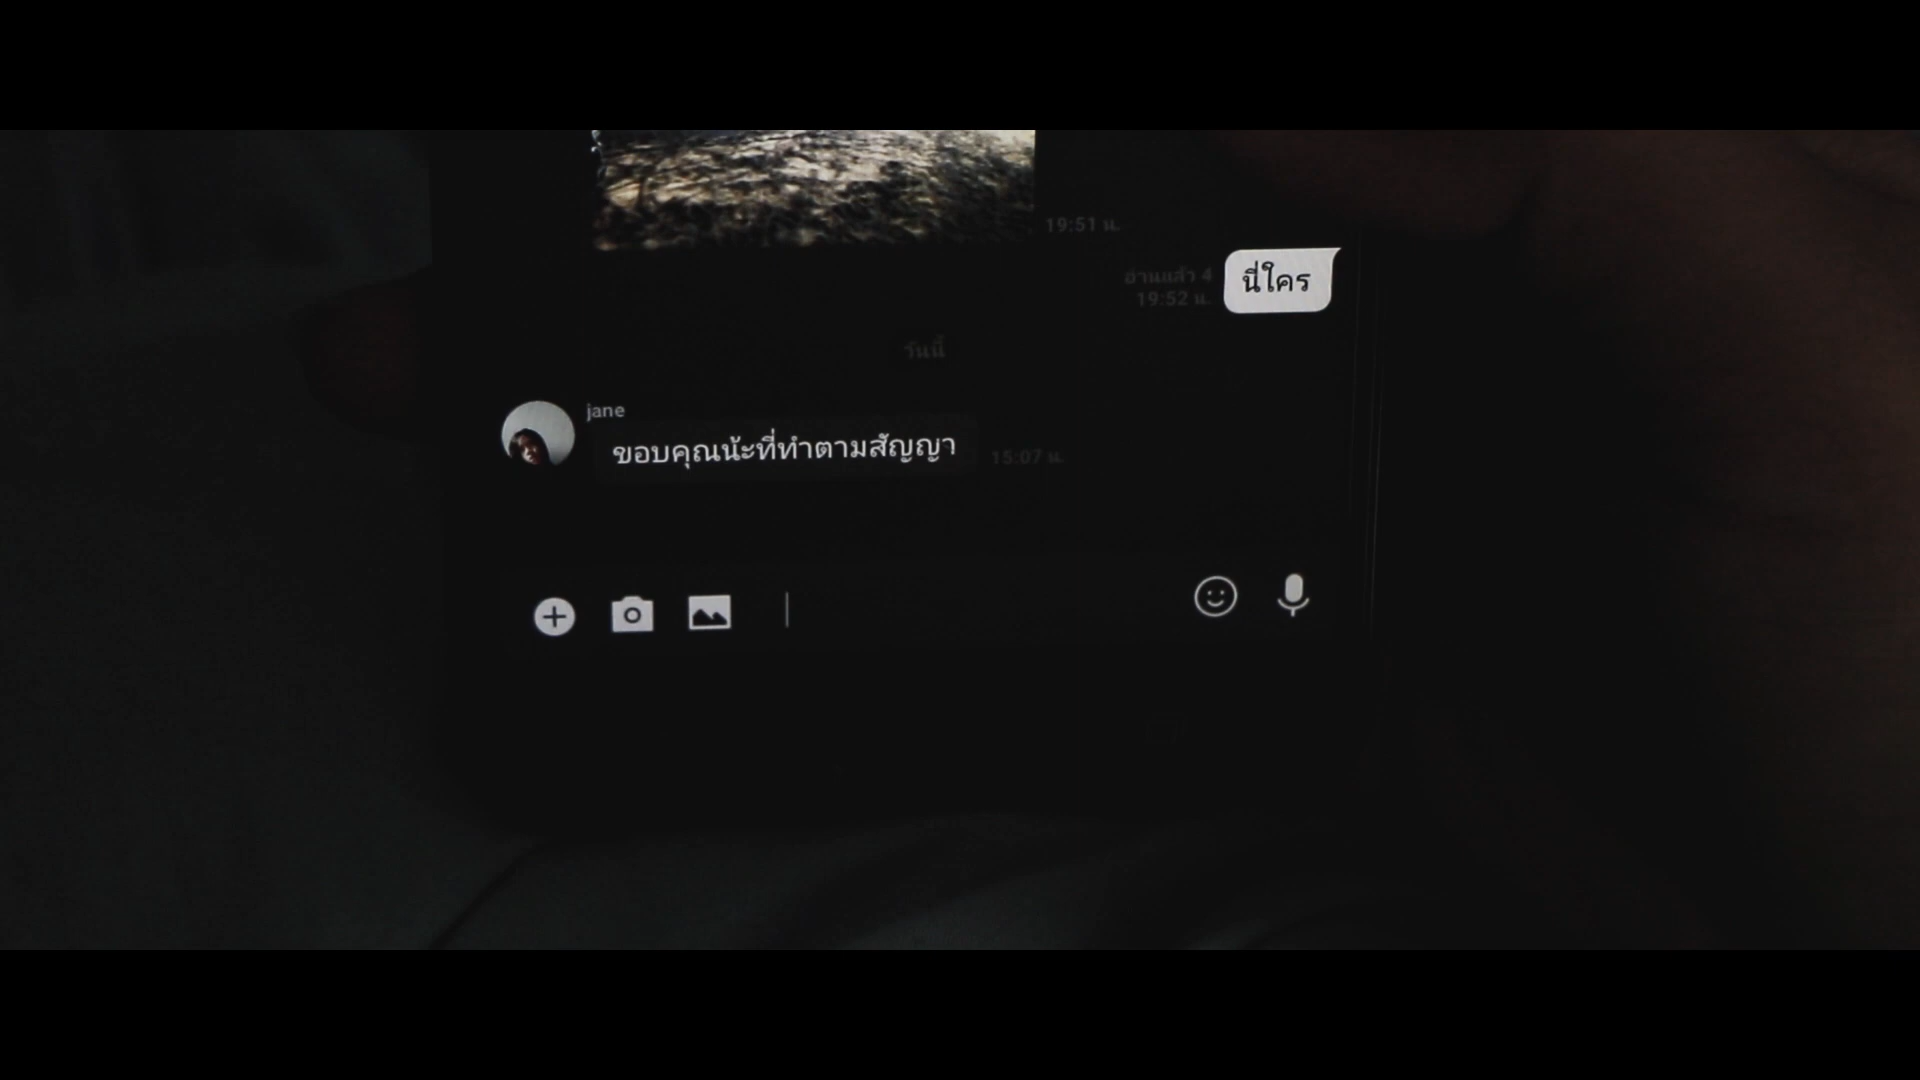 19:51 น.
อ่านแล้ว 4
19:52 น.
นี่ใคร
วันนี้
jane
ขอบคุณน้ะที่ทำตามสัญญา
15:07 น.